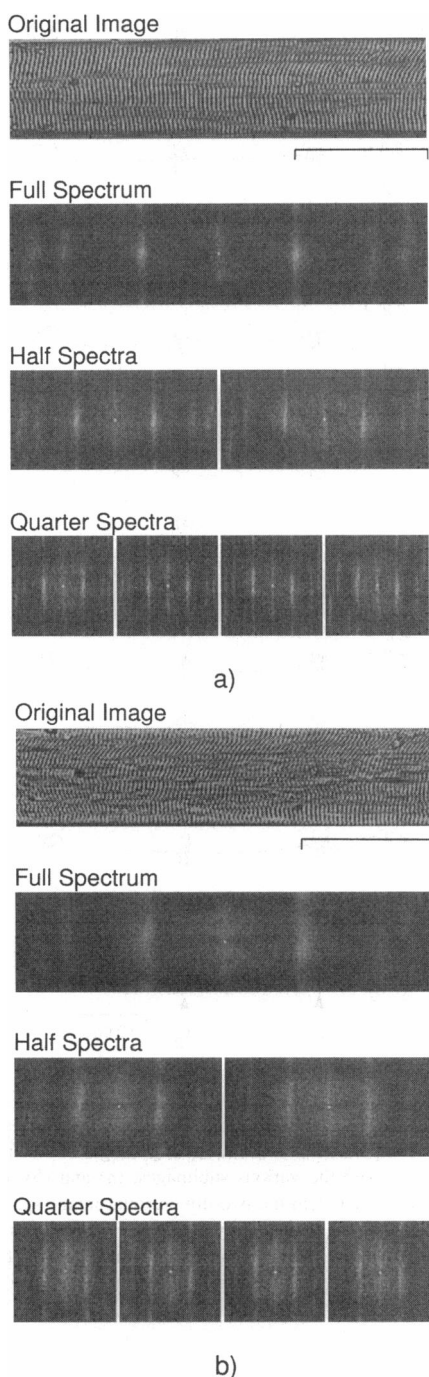 Original Image
Full Spectrum
Half Spectra
Quarter Spectra
a)
Original Image
Full Spectrum
Half Spectra
Quarter Spectra
b)